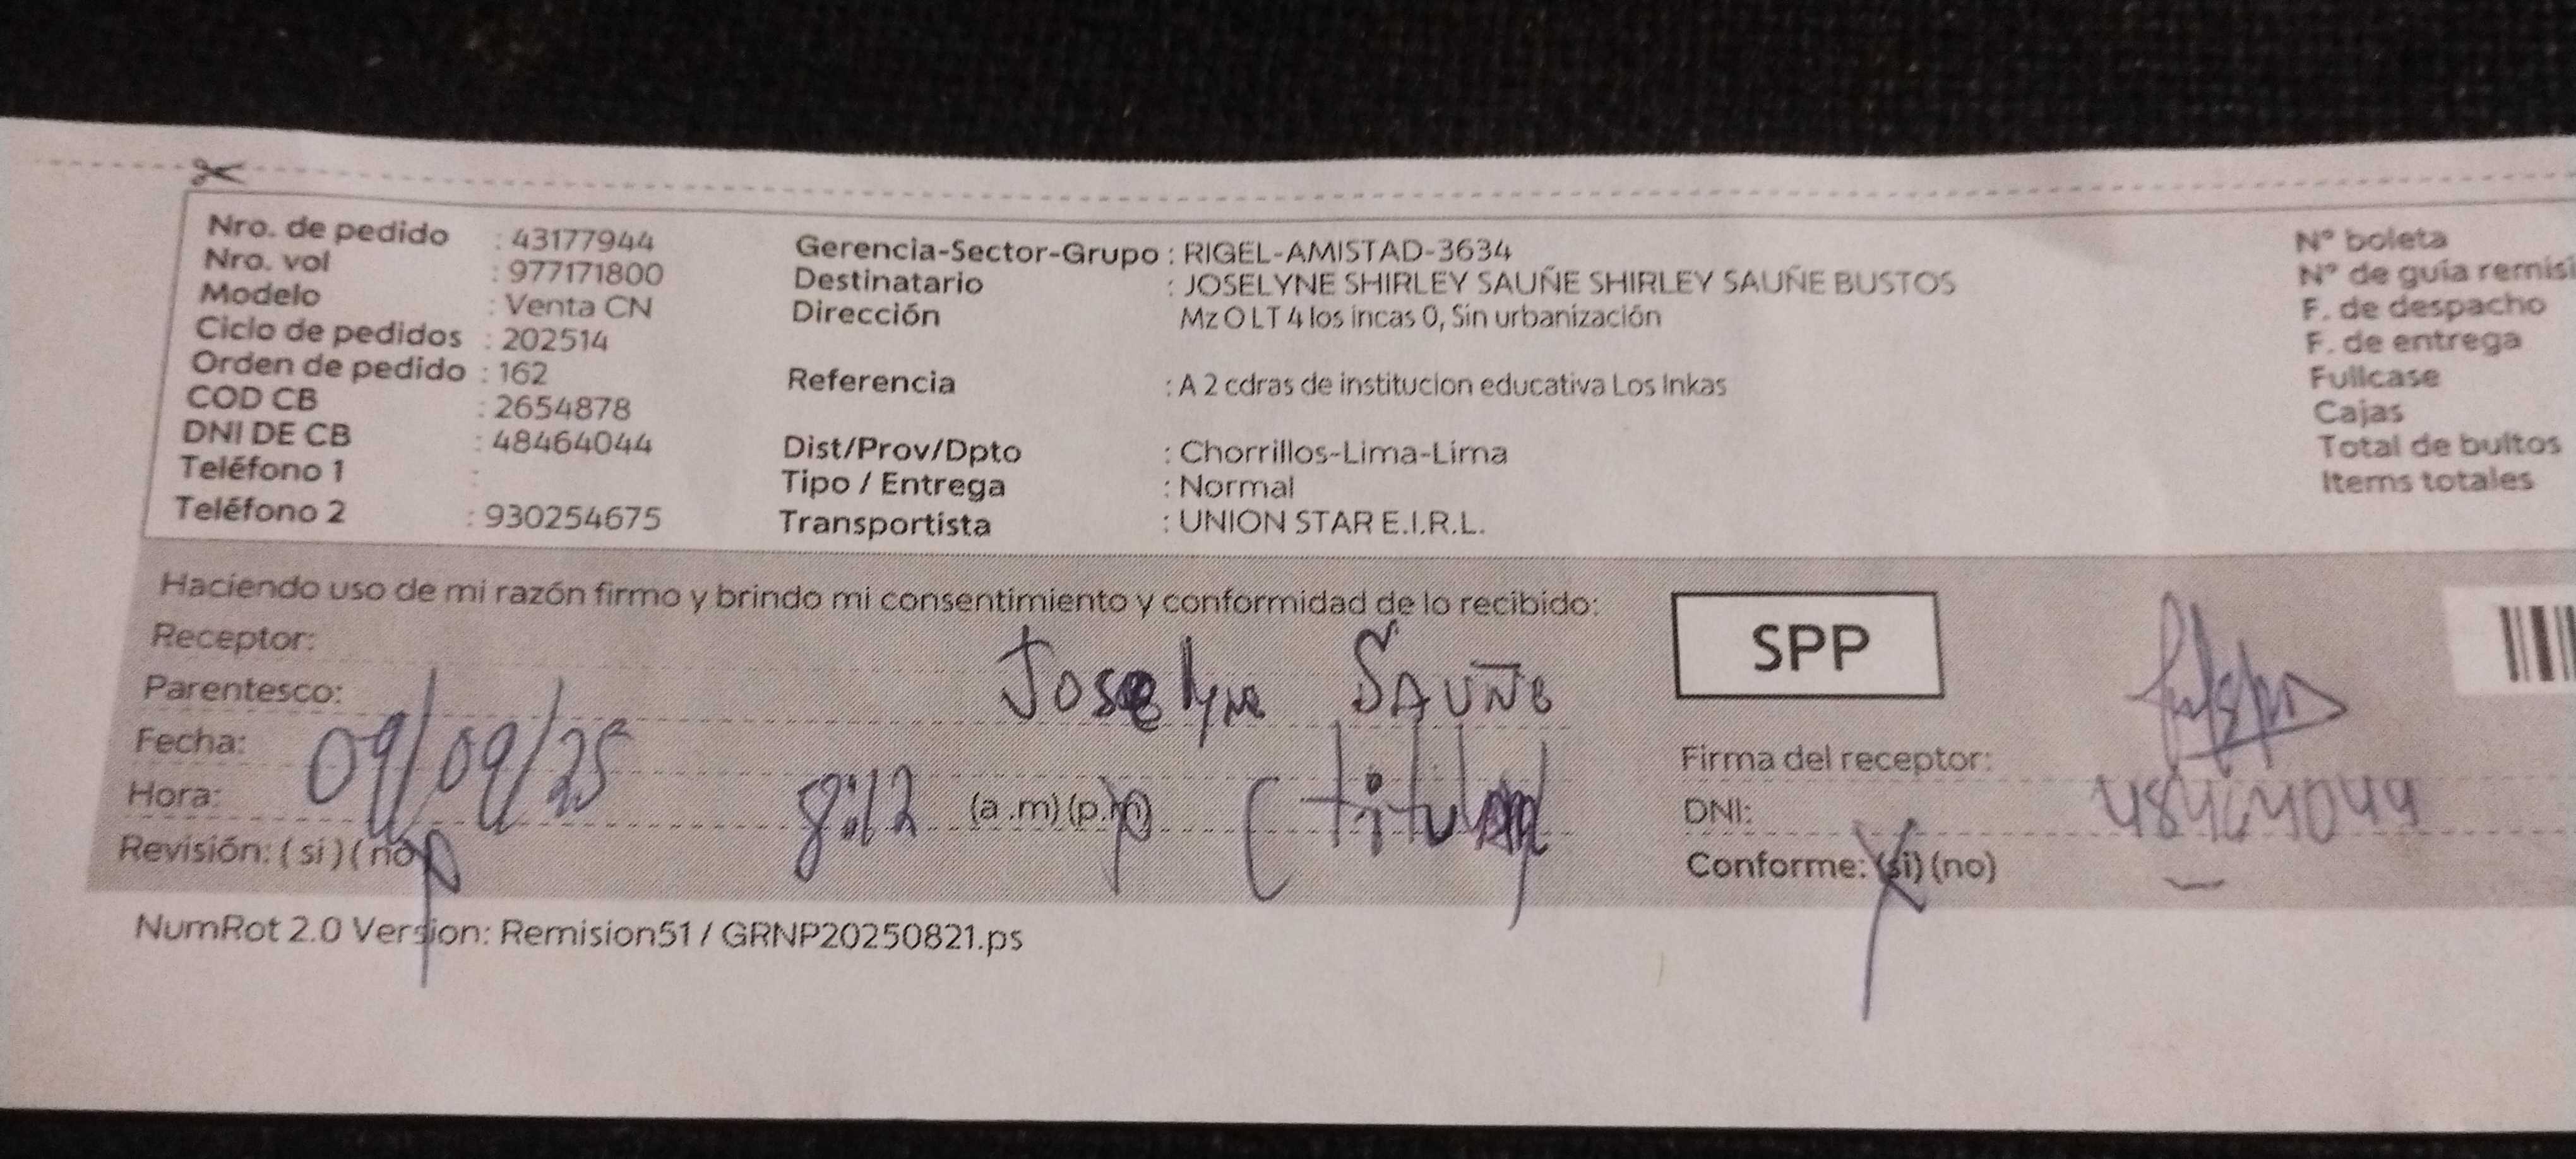 Nro. de pedido : 43177944
Nro. vol : 977171800
Modelo : Venta CN
Ciclo de pedidos : 202514
Orden de pedido : 162
COD CB : 2654878
DNI DE CB : 48464044
Teléfono 1 :
Teléfono 2 : 930254675
Gerencia-Sector-Grupo : RIGEL-AMISTAD-3634
Destinatario : JOSELYNE SHIRLEY SAUÑE SHIRLEY SAUÑE BUSTOS
Dirección Mz O LT 4 los incas 0, Sin urbanización
Referencia : A 2 cdras de institucion educativa Los Inkas
Dist/Prov/Dpto : Chorrillos-Lima-Lima
Tipo / Entrega : Normal
Transportista : UNION STAR E.I.R.L.
N° boleta
N° de guía remisi
F. de despacho
F. de entrega
Fullcase
Cajas
Total de bultos
Items totales
Haciendo uso de mi razón firmo y brindo mi consentimiento y conformidad de lo recibido:
Receptor:
Parentesco: Joselyne SAUÑE
Fecha: 09/09/25
Hora: 8:12 (a.m) (p.m) (titular)
Revisión: ( si ) ( no )
SPP
Firma del receptor:
DNI: 48464044
Conforme: (si) (no)
NumRot 2.0 Version: Remision51 / GRNP20250821.ps